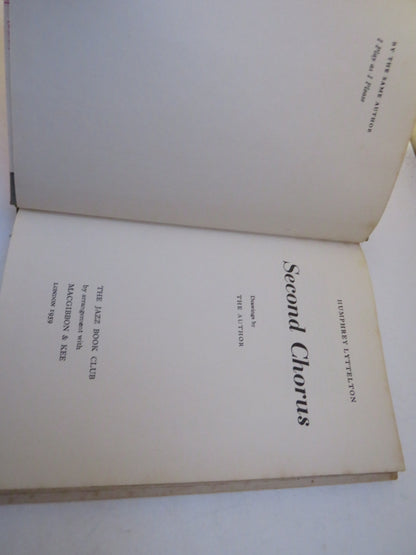 BY THE SAME AUTHOR
I Play as I Please
HUMPHREY LYTTELTON
Second Chorus
Drawings by
THE AUTHOR
THE JAZZ BOOK CLUB
by arrangement with
MACGIBBON & KEE
LONDON 1959